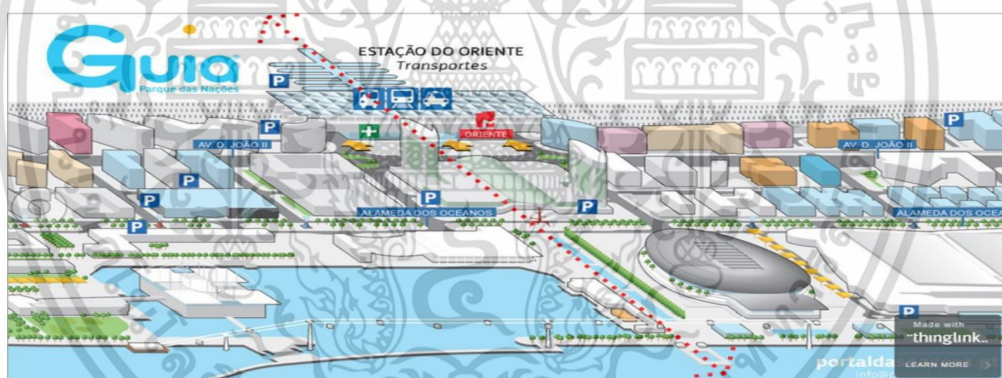 Guia
Parque das Nações
ESTAÇÃO DO ORIENTE
Transportes
P
ORIENTE
P
P
AV. D. JOÃO II
AV. D. JOÃO II
P
P
P
P
P
ALAMEDA DOS OCEANOS
ALAMEDA DOS OCEA
P
Made with
thinglink..
LEARN MORE
portalda